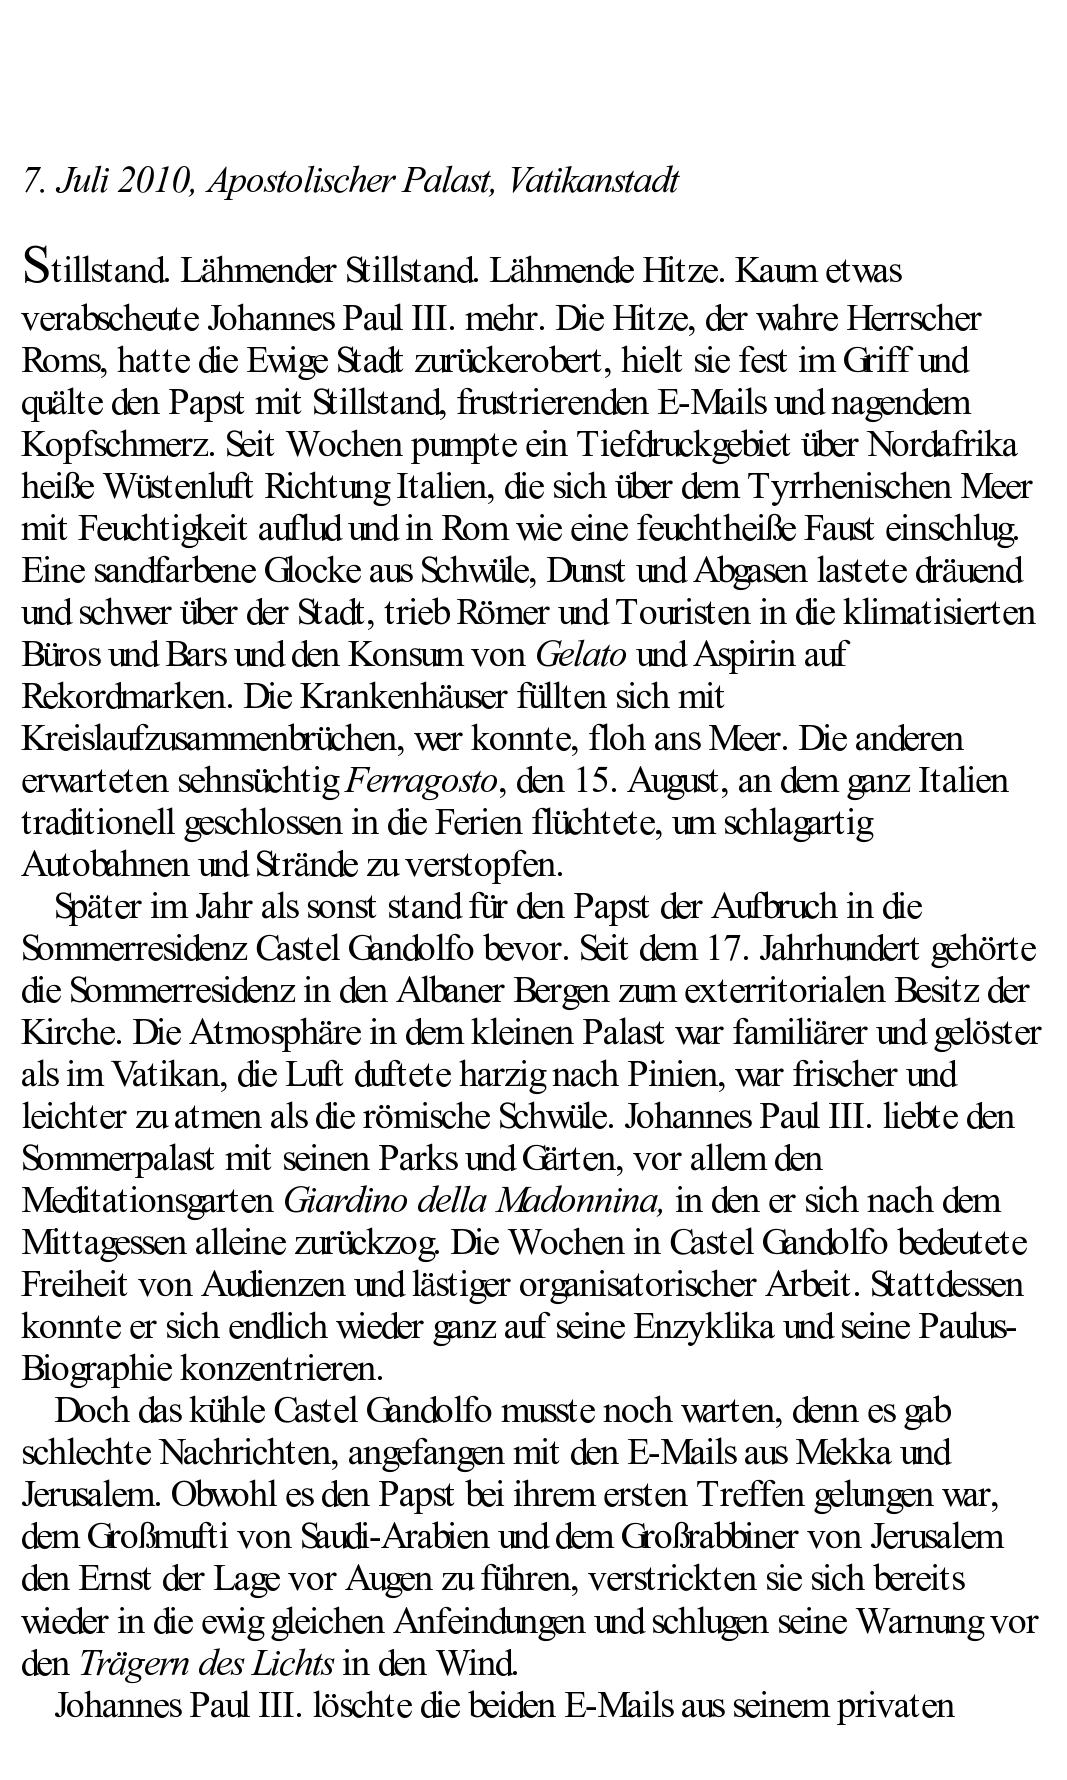 7. Juli 2010, Apostolischer Palast, Vatikanstadt
Stillstand. Lähmender Stillstand. Lähmende Hitze. Kaum etwas
verabscheute Johannes Paul III. mehr. Die Hitze, der wahre Herrscher
Roms, hatte die Ewige Stadt zurückerobert, hielt sie fest im Griff und
quälte den Papst mit Stillstand, frustrierenden E-Mails und nagendem
Kopfschmerz. Seit Wochen pumpte ein Tiefdruckgebiet über Nordafrika
heiße Wüstenluft Richtung Italien, die sich über dem Tyrrhenischen Meer
mit Feuchtigkeit auflud und in Rom wie eine feuchtheiße Faust einschlug.
Eine sandfarbene Glocke aus Schwüle, Dunst und Abgasen lastete dräuend
und schwer über der Stadt, trieb Römer und Touristen in die klimatisierten
Büros und Bars und den Konsum von Gelato und Aspirin auf
Rekordmarken. Die Krankenhäuser füllten sich mit
Kreislaufzusammenbrüchen, wer konnte, floh ans Meer. Die anderen
erwarteten sehnsüchtig Ferragosto, den 15. August, an dem ganz Italien
traditionell geschlossen in die Ferien flüchtete, um schlagartig
Autobahnen und Strände zu verstopfen.
Später im Jahr als sonst stand für den Papst der Aufbruch in die
Sommerresidenz Castel Gandolfo bevor. Seit dem 17. Jahrhundert gehörte
die Sommerresidenz in den Albaner Bergen zum exterritorialen Besitz der
Kirche. Die Atmosphäre in dem kleinen Palast war familiärer und gelöster
als im Vatikan, die Luft duftete harzig nach Pinien, war frischer und
leichter zu atmen als die römische Schwüle. Johannes Paul III. liebte den
Sommerpalast mit seinen Parks und Gärten, vor allem den
Meditationsgarten Giardino della Madonnina, in den er sich nach dem
Mittagessen alleine zurückzog. Die Wochen in Castel Gandolfo bedeutete
Freiheit von Audienzen und lästiger organisatorischer Arbeit. Stattdessen
konnte er sich endlich wieder ganz auf seine Enzyklika und seine Paulus-
Biographie konzentrieren.
Doch das kühle Castel Gandolfo musste noch warten, denn es gab
schlechte Nachrichten, angefangen mit den E-Mails aus Mekka und
Jerusalem. Obwohl es den Papst bei ihrem ersten Treffen gelungen war,
dem Großmufti von Saudi-Arabien und dem Großrabbiner von Jerusalem
den Ernst der Lage vor Augen zu führen, verstrickten sie sich bereits
wieder in die ewig gleichen Anfeindungen und schlugen seine Warnung vor
den Trägern des Lichts in den Wind.
Johannes Paul III. löschte die beiden E-Mails aus seinem privaten